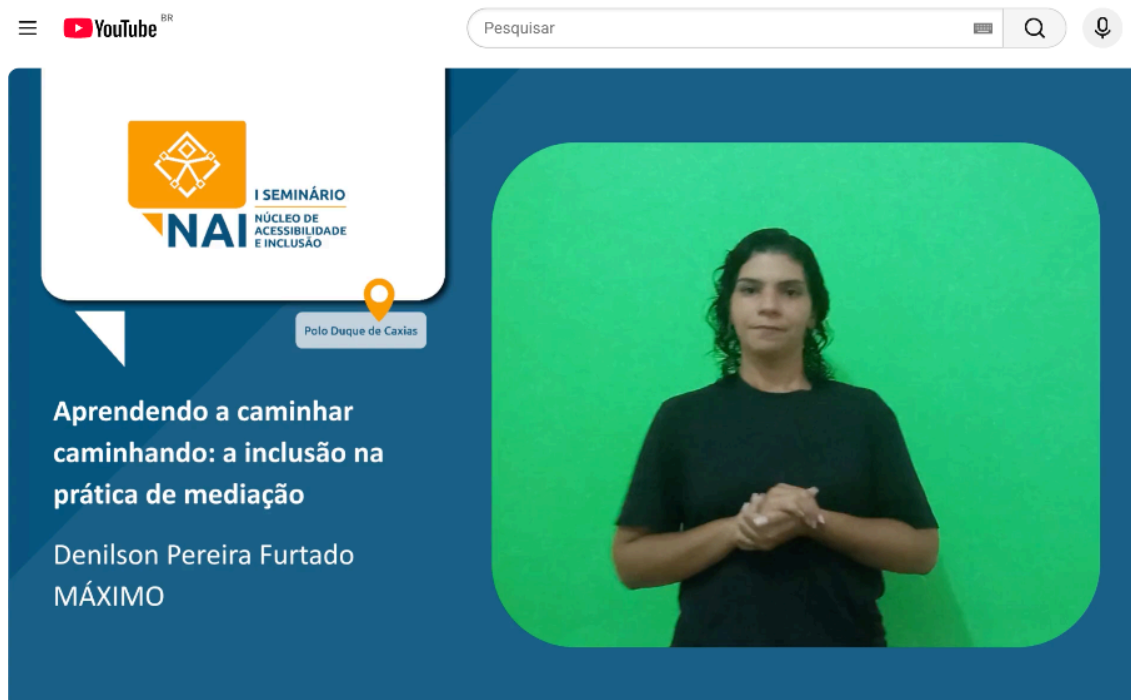 YouTube BR
Pesquisar
I SEMINÁRIO
NAI
NÚCLEO DE
ACESSIBILIDADE
E INCLUSÃO
Polo Duque de Caxias
Aprendendo a caminhar
caminhando: a inclusão na
prática de mediação
Denilson Pereira Furtado
MÁXIMO